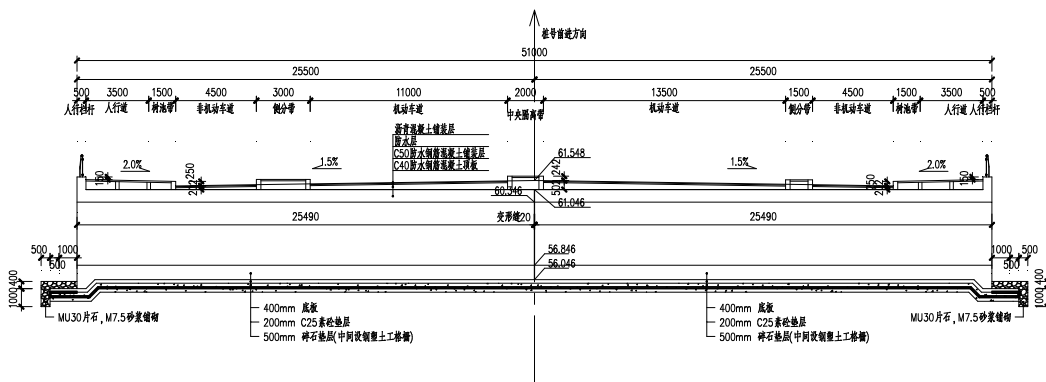 桩号前进方向
51000
25500 25500
500 3500 1500 4500 3000 11000 2000 13500 1500 4500 1500 3500 500
人行栏杆 人行道 树池带 非机动车道 侧分带 机动车道 中央隔离带 机动车道 侧分带 非机动车道 树池带 人行道 人行栏杆
沥青混凝土铺装层
防水层
C50防水钢筋混凝土铺装层
C40防水钢筋混凝土顶板
61.548
2.0% 1.5% 1.5% 2.0%
150 250 242 250 150
502
60.346 61.046
25490 变形缝20 25490
500 1000 1000 500
500 500
56.846
56.046
1000 400 1000 400
400mm 底板 400mm 底板
MU30片石，M7.5砂浆铺砌 200mm C25素砼垫层 200mm C25素砼垫层 MU30片石，M7.5砂浆铺砌
500mm 碎石垫层(中间设钢塑土工格栅) 500mm 碎石垫层(中间设钢塑土工格栅)